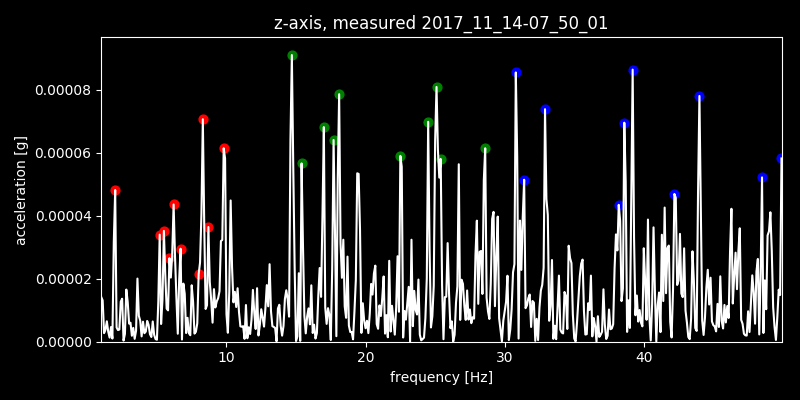 z-axis, measured 2017_11_14-07_50_01
acceleration [g]
0.00008
0.00006
0.00004
0.00002
0.00000
10 20 30 40
frequency [Hz]